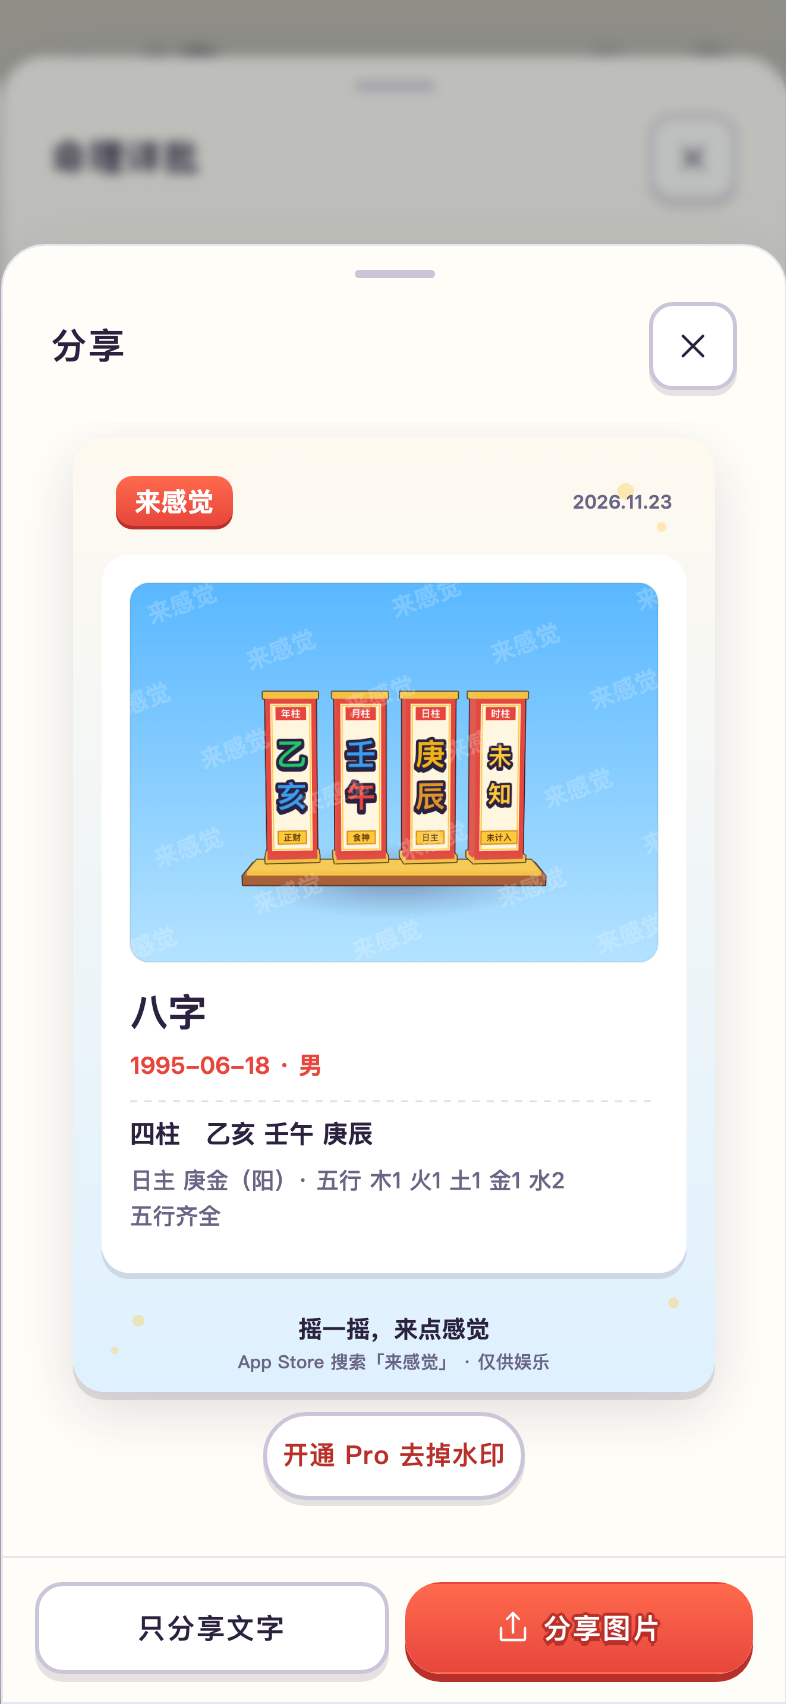 命理详批
分享
来感觉
2026.11.23
年柱 月柱 日柱 时柱
乙亥 壬午 庚辰 未知
正财 食神 日主 未计入
来感觉
八字
1995-06-18 · 男
四柱 乙亥 壬午 庚辰
日主 庚金（阳）· 五行 木1 火1 土1 金1 水2
五行齐全
摇一摇，来点感觉
App Store 搜索「来感觉」 · 仅供娱乐
开通 Pro 去掉水印
只分享文字
分享图片